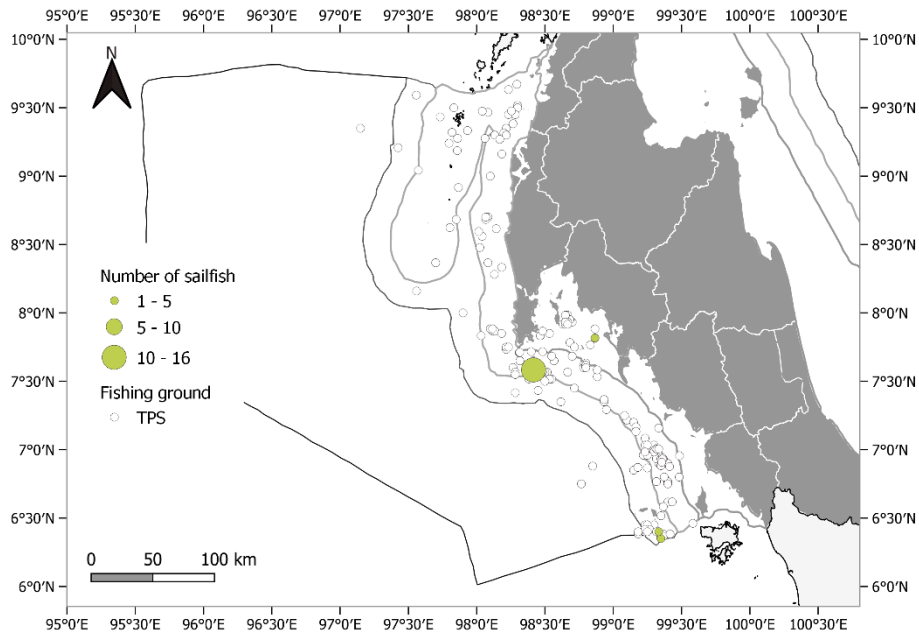 95°0'E 95°30'E 96°0'E 96°30'E 97°0'E 97°30'E 98°0'E 98°30'E 99°0'E 99°30'E 100°0'E 100°30'E
10°0'N 10°0'N
N
9°30'N 9°30'N
9°0'N 9°0'N
8°30'N 8°30'N
Number of sailfish
1 - 5
8°0'N 8°0'N
5 - 10
10 - 16
7°30'N 7°30'N
Fishing ground
TPS
7°0'N 7°0'N
6°30'N 6°30'N
0 50 100 km
6°0'N 6°0'N
95°0'E 95°30'E 96°0'E 96°30'E 97°0'E 97°30'E 98°0'E 98°30'E 99°0'E 99°30'E 100°0'E 100°30'E